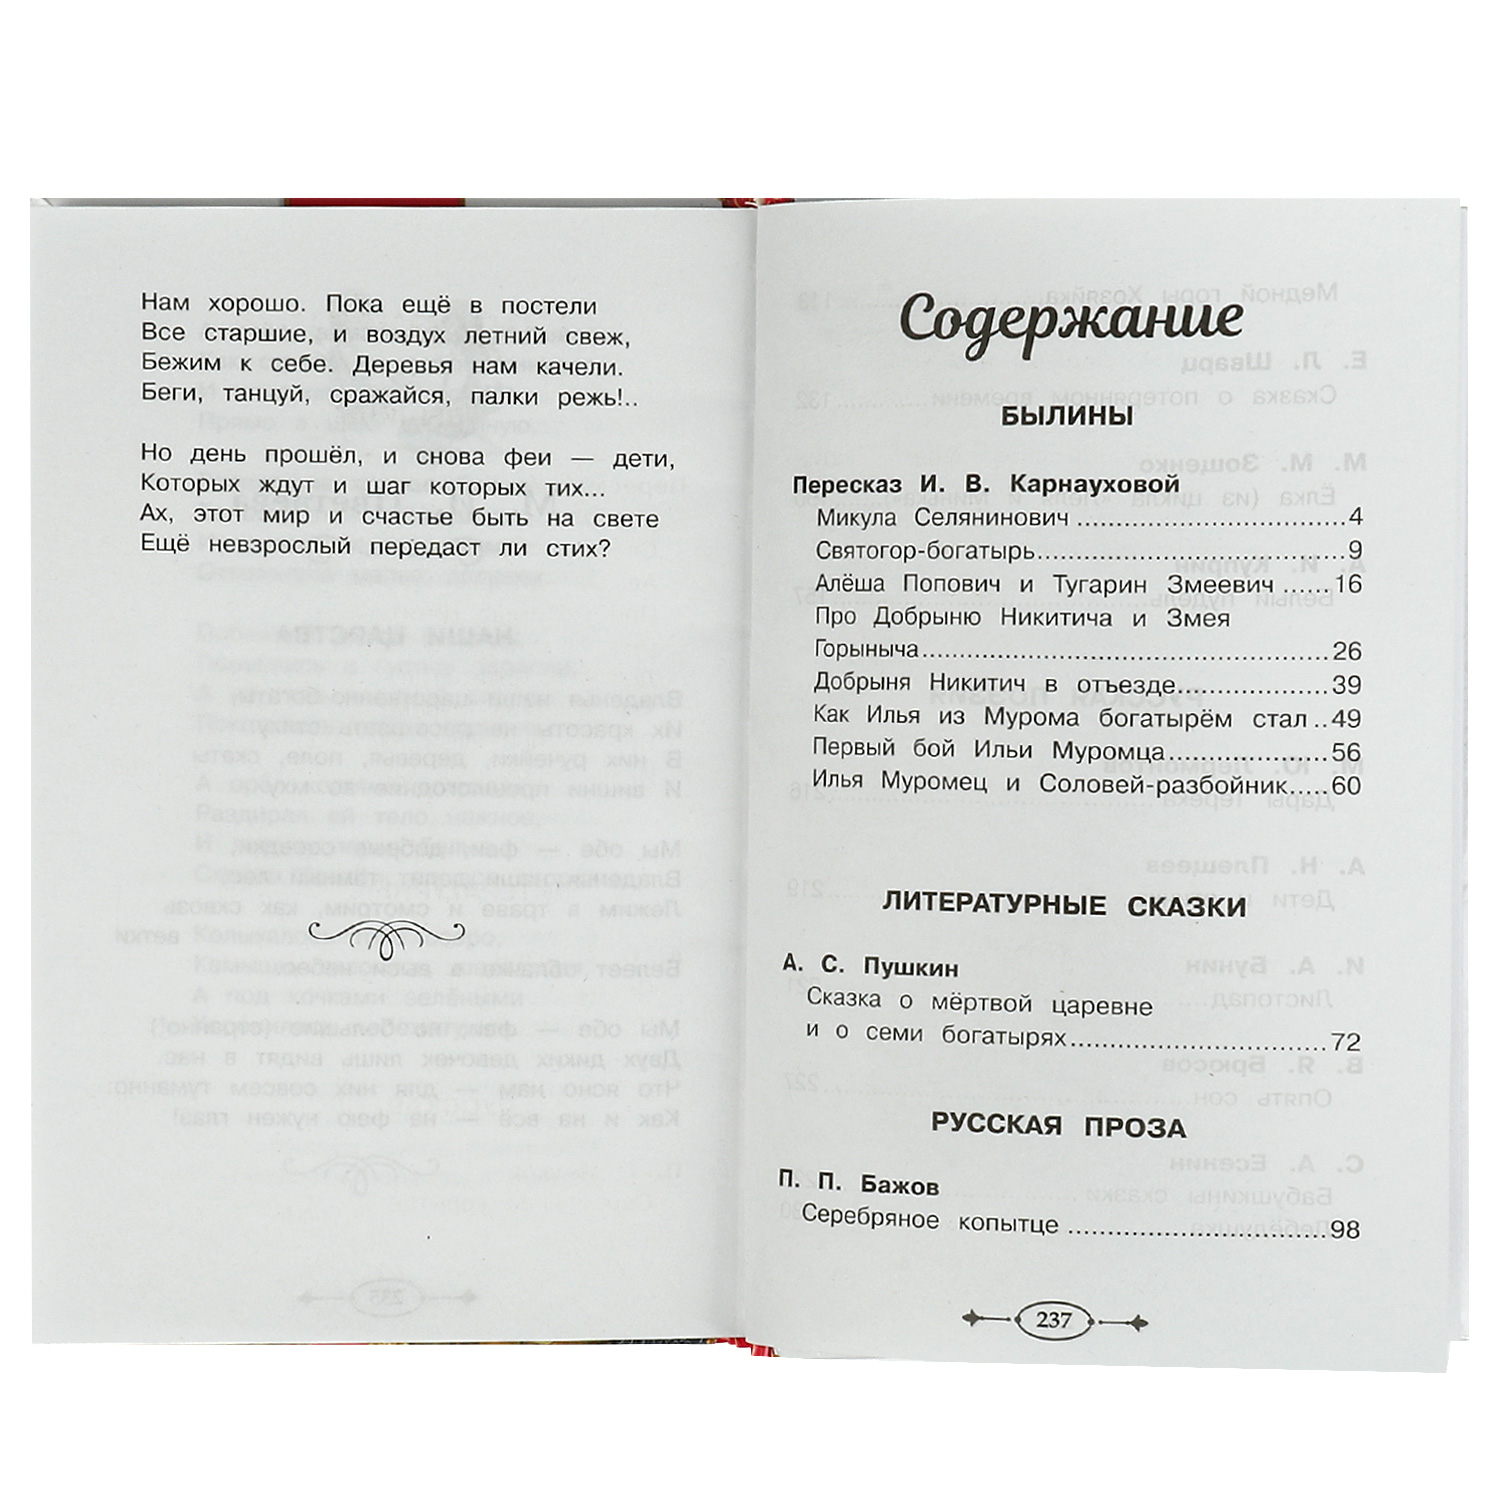 Нам хорошо. Пока ещё в постели
Все старшие, и воздух летний свеж,
Бежим к себе. Деревья нам качели.
Беги, танцуй, сражайся, палки режь!..
Но день прошёл, и снова феи — дети,
Которых ждут и шаг которых тих...
Ах, этот мир и счастье быть на свете
Ещё невзрослый передаст ли стих?
Содержание
БЫЛИНЫ
Пересказ И. В. Карнауховой
Микула Селянинович ........................ 4
Святогор-богатырь........................... 9
Алёша Попович и Тугарин Змеевич ...... 16
Про Добрыню Никитича и Змея
Горыныча........................................ 26
Добрыня Никитич в отъезде............. 39
Как Илья из Мурома богатырём стал .. 49
Первый бой Ильи Муромца.............. 56
Илья Муромец и Соловей-разбойник..... 60
ЛИТЕРАТУРНЫЕ СКАЗКИ
А. С. Пушкин
Сказка о мёртвой царевне
и о семи богатырях........................ 72
РУССКАЯ ПРОЗА
П. П. Бажов
Серебряное копытце ........................ 98
237